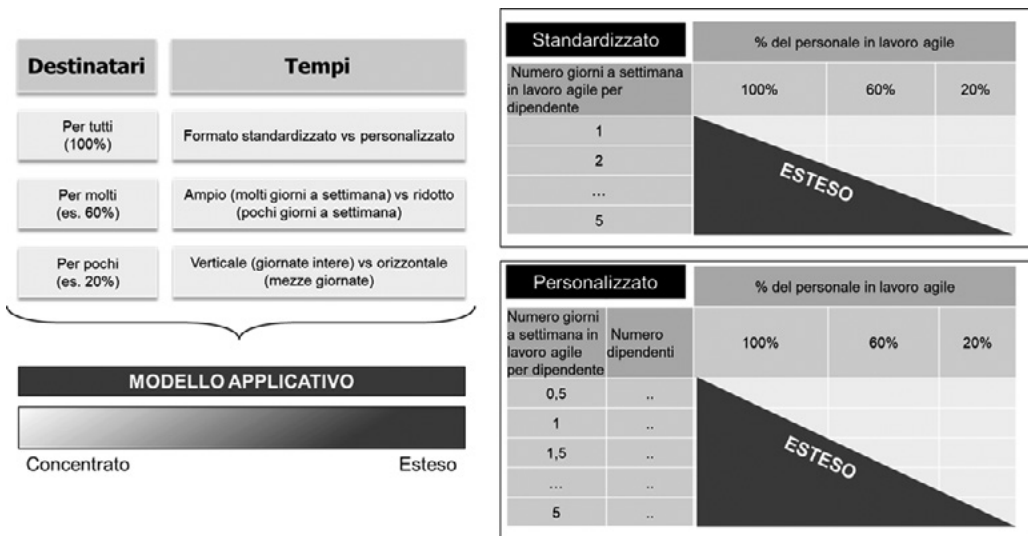 Destinatari
Tempi
Per tutti
(100%)
Formato standardizzato vs personalizzato
Per molti
(es. 60%)
Ampio (molti giorni a settimana) vs ridotto
(pochi giorni a settimana)
Per pochi
(es. 20%)
Verticale (giornate intere) vs orizzontale
(mezze giornate)
MODELLO APPLICATIVO
Concentrato
Esteso
Standardizzato
% del personale in lavoro agile
Numero giorni a settimana
in lavoro agile per
dipendente
100%
60%
20%
1
2
...
5
ESTESO
Personalizzato
% del personale in lavoro agile
Numero giorni
a settimana in
lavoro agile
per dipendente
Numero
dipendenti
100%
60%
20%
0,5
..
1
..
1,5
..
...
..
5
..
ESTESO